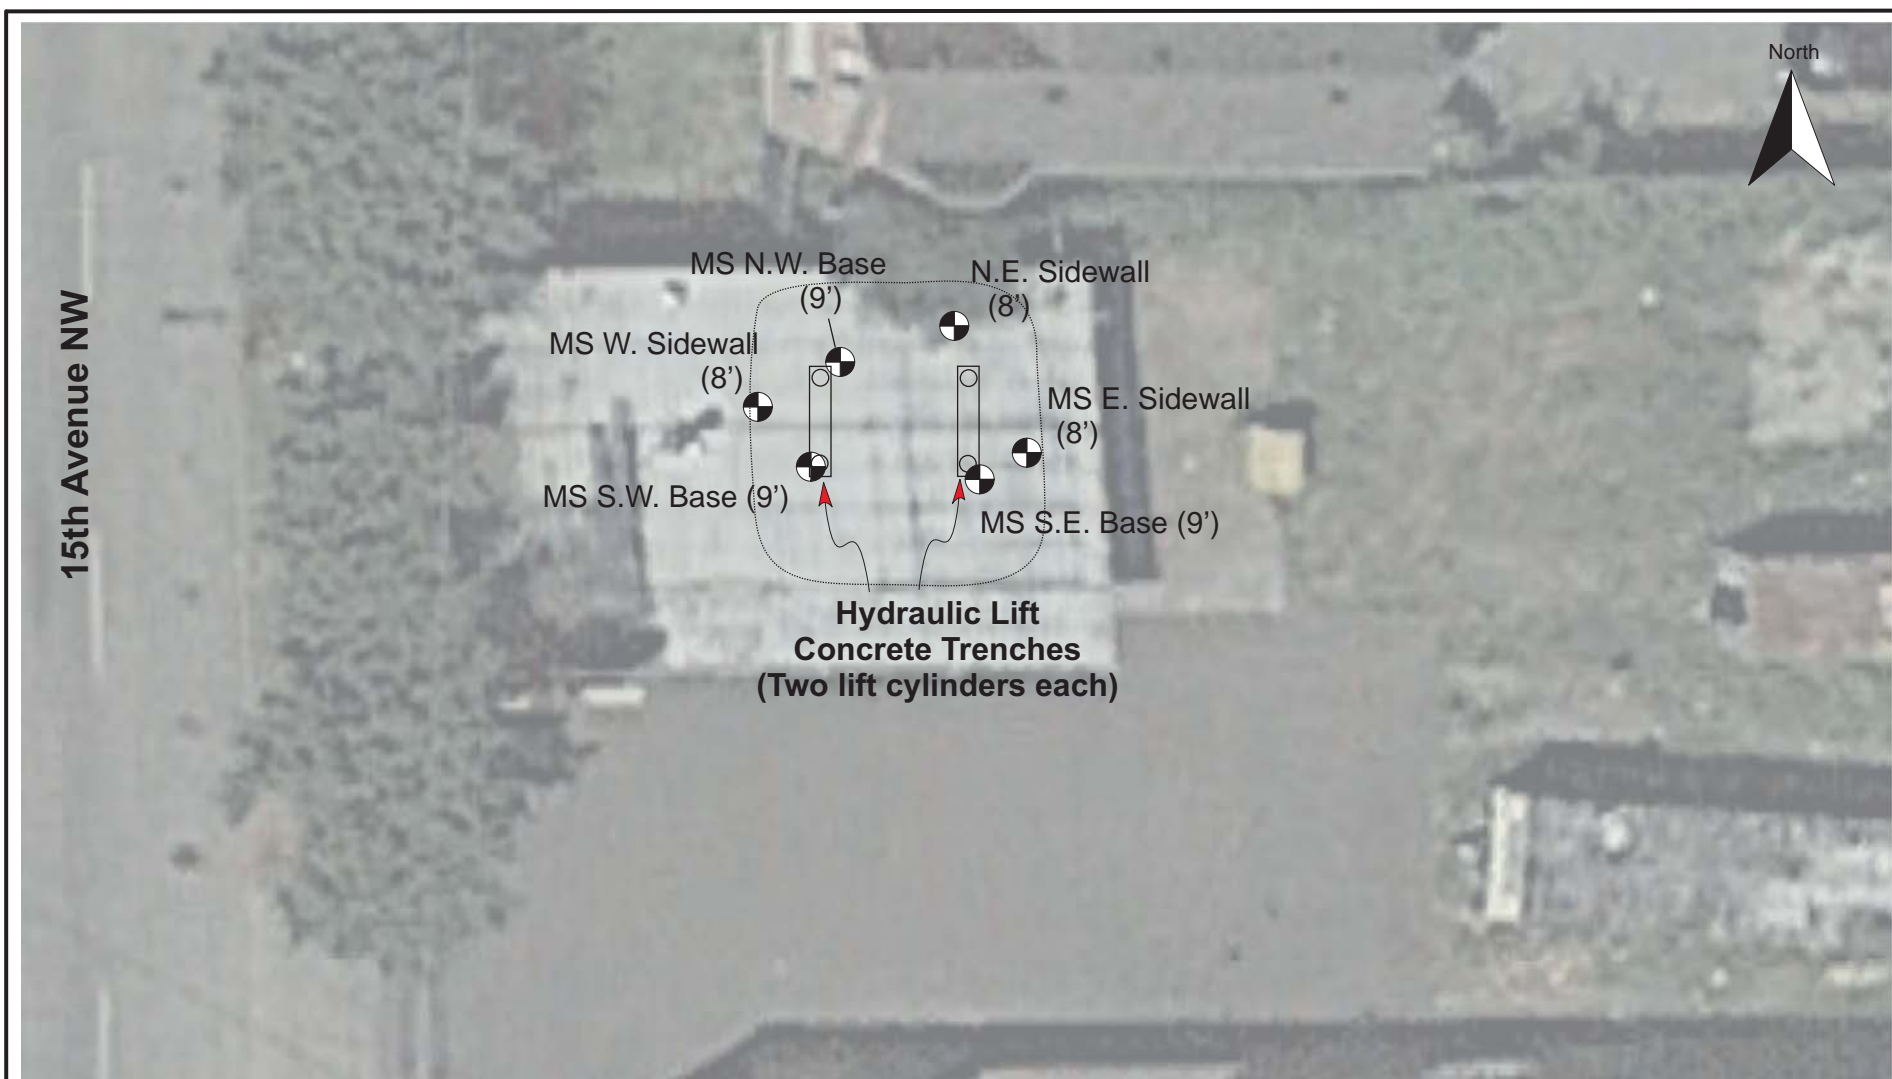 North
MS N.W. Base
(9’)
N.E. Sidewall
(8’)
MS W. Sidewall
(8’)
MS E. Sidewall
(8’)
MS S.W. Base (9’)
MS S.E. Base (9’)
15th Avenue NW
Hydraulic Lift
Concrete Trenches
(Two lift cylinders each)